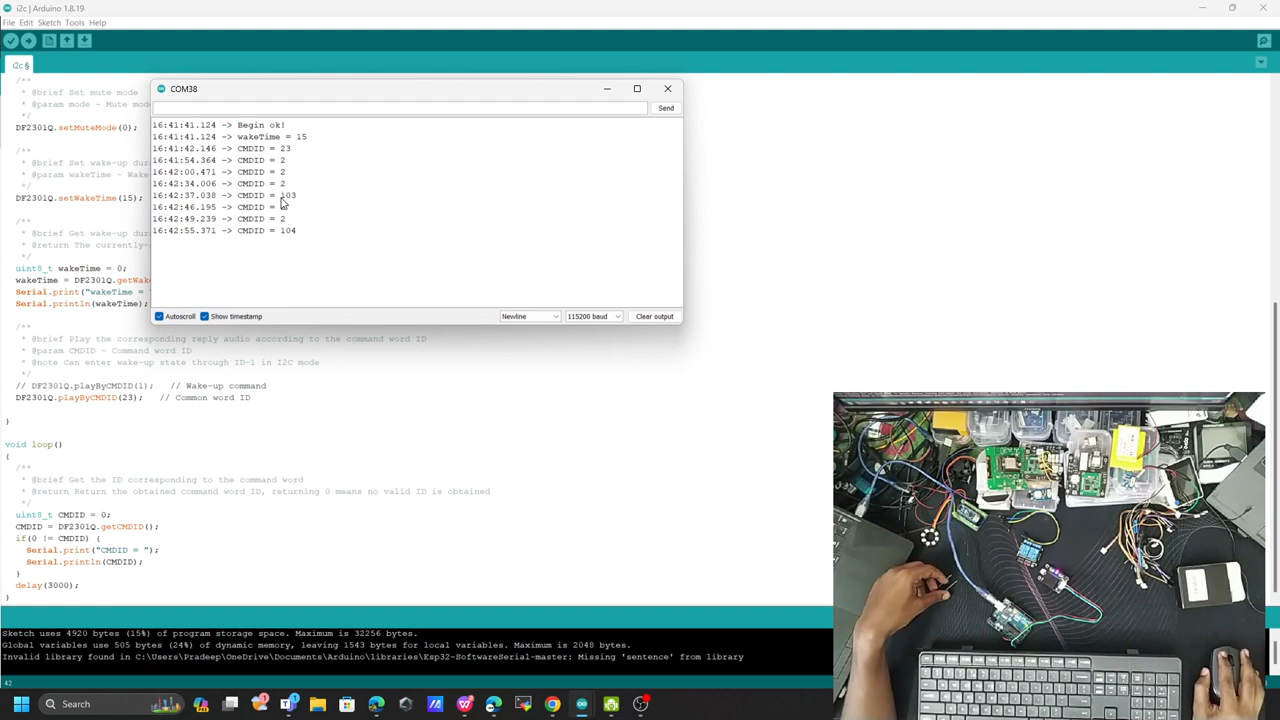 i2c | Arduino 1.8.19
File Edit Sketch Tools Help
i2c §
/**
* @brief Set mute mode
* @param mode - Mute mod
*/
DF2301Q.setMuteMode(0);
/**
* @brief Set wake-up dur
* @param wakeTime - Wake
*/
DF2301Q.setWakeTime(15);
/**
* @brief Get wake-up dur
* @return The currently-
*/
uint8_t wakeTime = 0;
wakeTime = DF2301Q.getWak
Serial.print("wakeTime =
Serial.println(wakeTime);
/**
* @brief Play the corresponding reply audio according to the command word ID
* @param CMDID - Command word ID
* @note Can enter wake-up state through ID-1 in I2C mode
*/
// DF2301Q.playByCMDID(1); // Wake-up command
DF2301Q.playByCMDID(23); // Common word ID
}
void loop()
{
/**
* @brief Get the ID corresponding to the command word
* @return Return the obtained command word ID, returning 0 means no valid ID is obtained
*/
uint8_t CMDID = 0;
CMDID = DF2301Q.getCMDID();
if(0 != CMDID) {
Serial.print("CMDID = ");
Serial.println(CMDID);
}
delay(3000);
}
COM38
Send
16:41:41.124 -> Begin ok!
16:41:41.124 -> wakeTime = 15
16:41:42.146 -> CMDID = 23
16:41:54.364 -> CMDID = 2
16:42:00.471 -> CMDID = 2
16:42:34.006 -> CMDID = 2
16:42:37.038 -> CMDID = 103
16:42:46.195 -> CMDID =
16:42:49.239 -> CMDID = 2
16:42:55.371 -> CMDID = 104
Autoscroll Show timestamp Newline 115200 baud Clear output
Sketch uses 4920 bytes (15%) of program storage space. Maximum is 32256 bytes.
Global variables use 505 bytes (24%) of dynamic memory, leaving 1543 bytes for local variables. Maximum is 2048 bytes.
Invalid library found in C:\Users\Pradeep\OneDrive\Documents\Arduino\libraries\Esp32-SoftwareSerial-master: Missing 'sentence' from library
42
Search